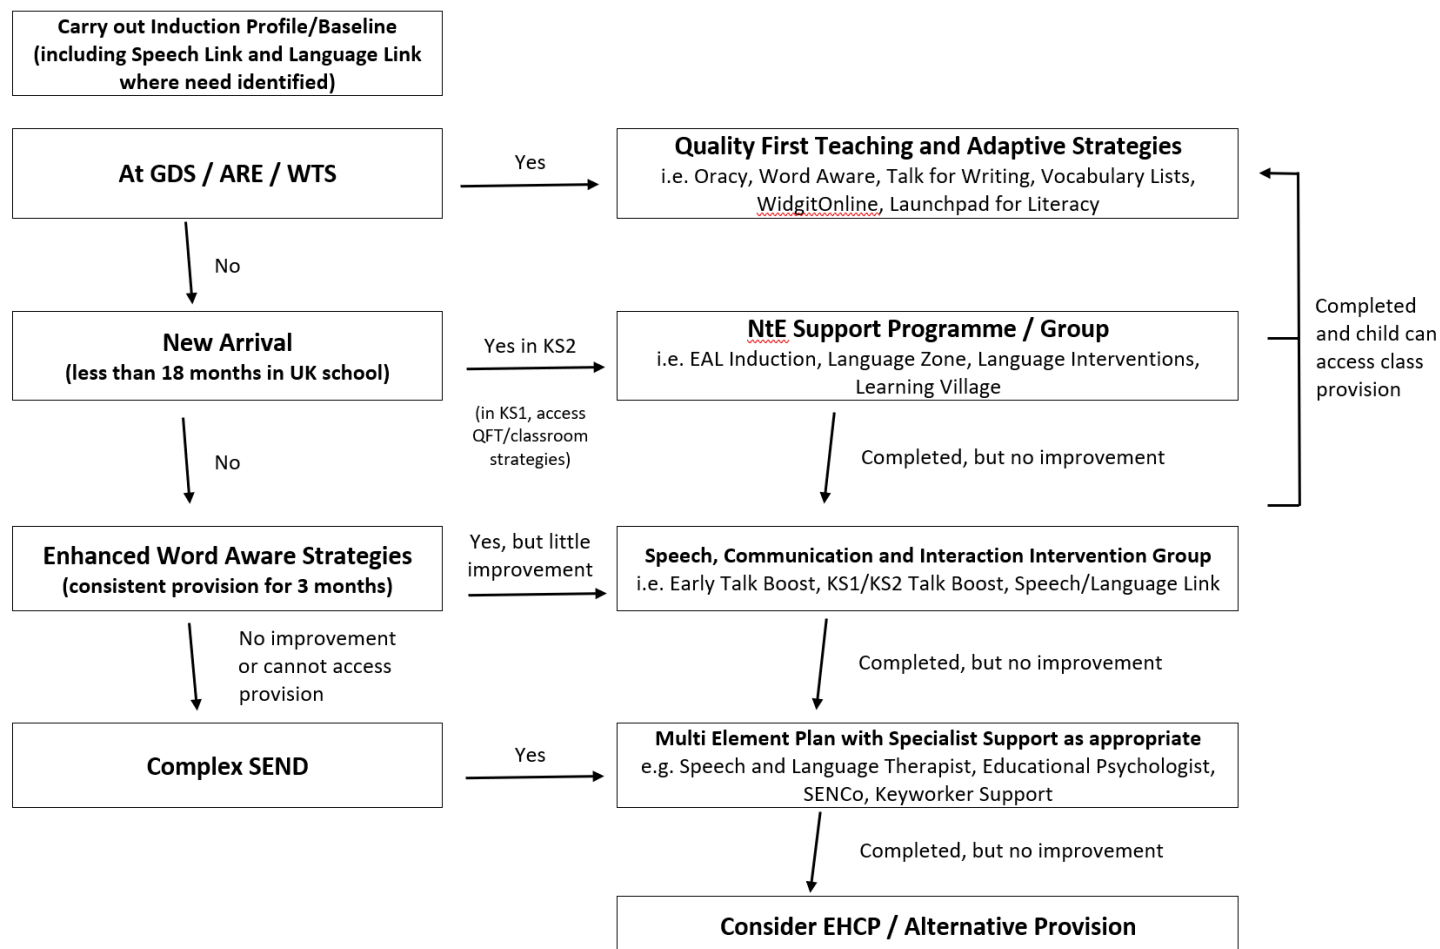 Carry out Induction Profile/Baseline
(including Speech Link and Language Link
where need identified)
At GDS / ARE / WTS
Yes
Quality First Teaching and Adaptive Strategies
i.e. Oracy, Word Aware, Talk for Writing, Vocabulary Lists,
WidgitOnline, Launchpad for Literacy
No
New Arrival
(less than 18 months in UK school)
Yes in KS2
(in KS1, access
QFT/classroom
strategies)
NtE Support Programme / Group
i.e. EAL Induction, Language Zone, Language Interventions,
Learning Village
Completed
and child can
access class
provision
No
Completed, but no improvement
Enhanced Word Aware Strategies
(consistent provision for 3 months)
Yes, but little
improvement
Speech, Communication and Interaction Intervention Group
i.e. Early Talk Boost, KS1/KS2 Talk Boost, Speech/Language Link
No improvement
or cannot access
provision
Completed, but no improvement
Complex SEND
Yes
Multi Element Plan with Specialist Support as appropriate
e.g. Speech and Language Therapist, Educational Psychologist,
SENCo, Keyworker Support
Completed, but no improvement
Consider EHCP / Alternative Provision